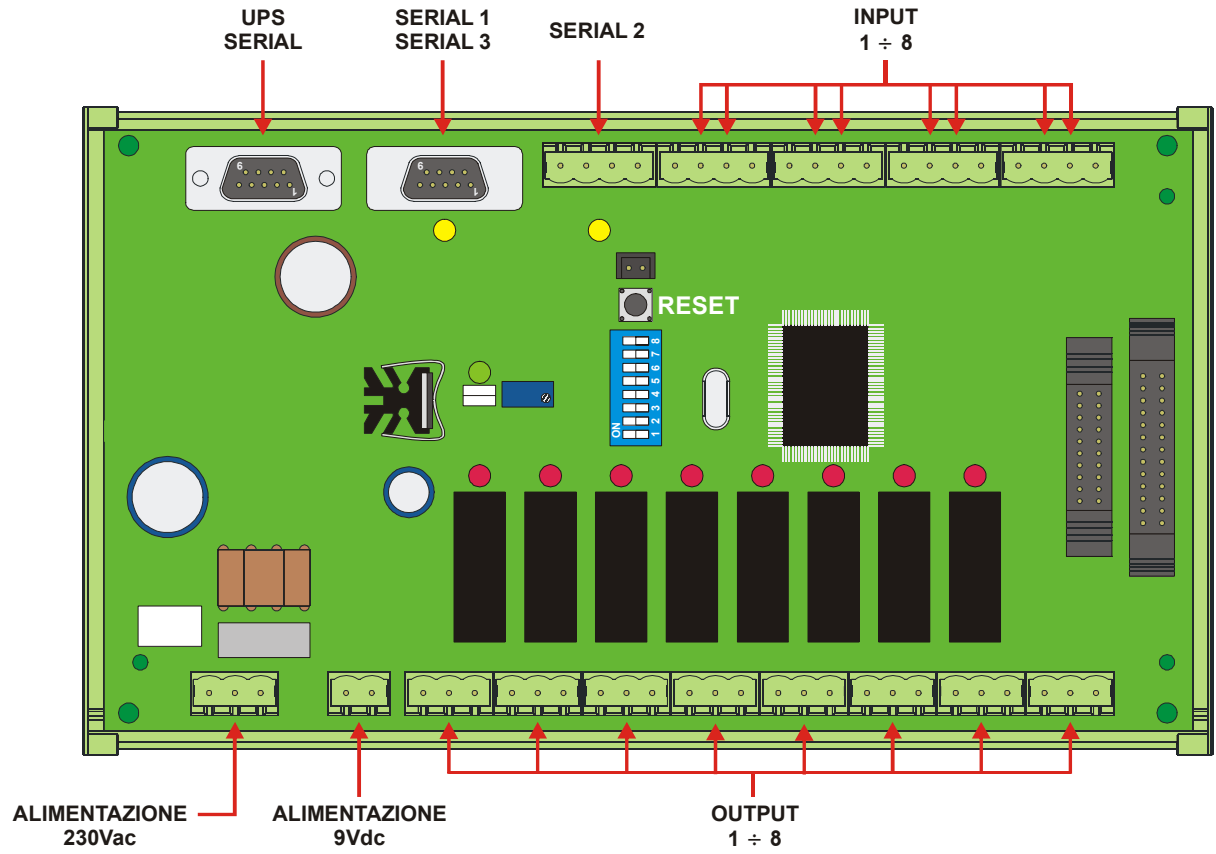 UPS
SERIAL
SERIAL 1
SERIAL 3
SERIAL 2
INPUT
1 ÷ 8
6
1
6
1
RESET
8
7
6
5
4
3
2
1
ON
ALIMENTAZIONE
230Vac
ALIMENTAZIONE
9Vdc
OUTPUT
1 ÷ 8